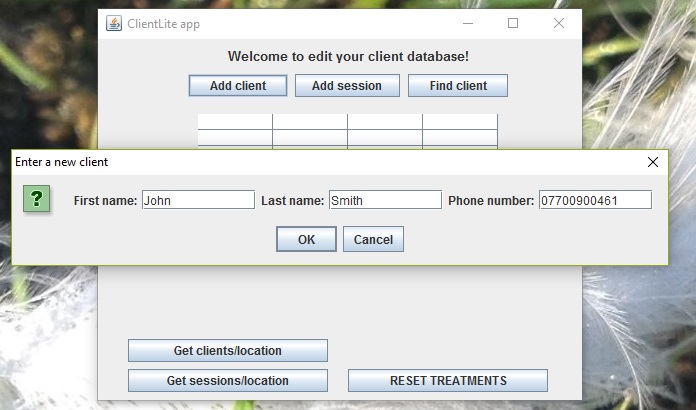 ClientLite app
Welcome to edit your client database!
Add client Add session Find client
Enter a new client
? First name: John Last name: Smith Phone number: 07700900461
OK Cancel
Get clients/location
Get sessions/location RESET TREATMENTS